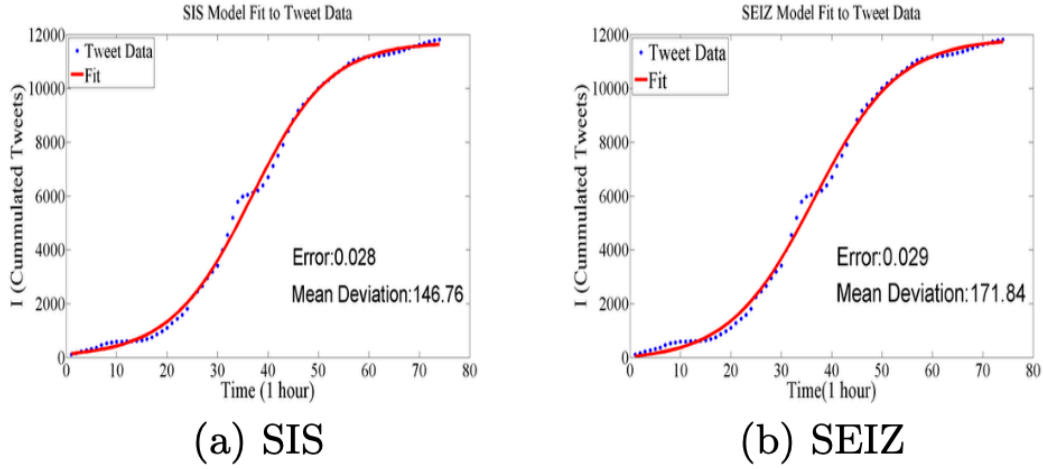 SIS Model Fit to Tweet Data
12000
10000
8000
6000
4000
2000
0
I (Cummulated Tweets)
Tweet Data
Fit
Error:0.028
Mean Deviation:146.76
0 10 20 30 40 50 60 70 80
Time (1 hour)
(a) SIS
SEIZ Model Fit to Tweet Data
12000
10000
8000
6000
4000
2000
0
I (Cummulated Tweets)
Tweet Data
Fit
Error:0.029
Mean Deviation:171.84
0 10 20 30 40 50 60 70 80
Time(1 hour)
(b) SEIZ